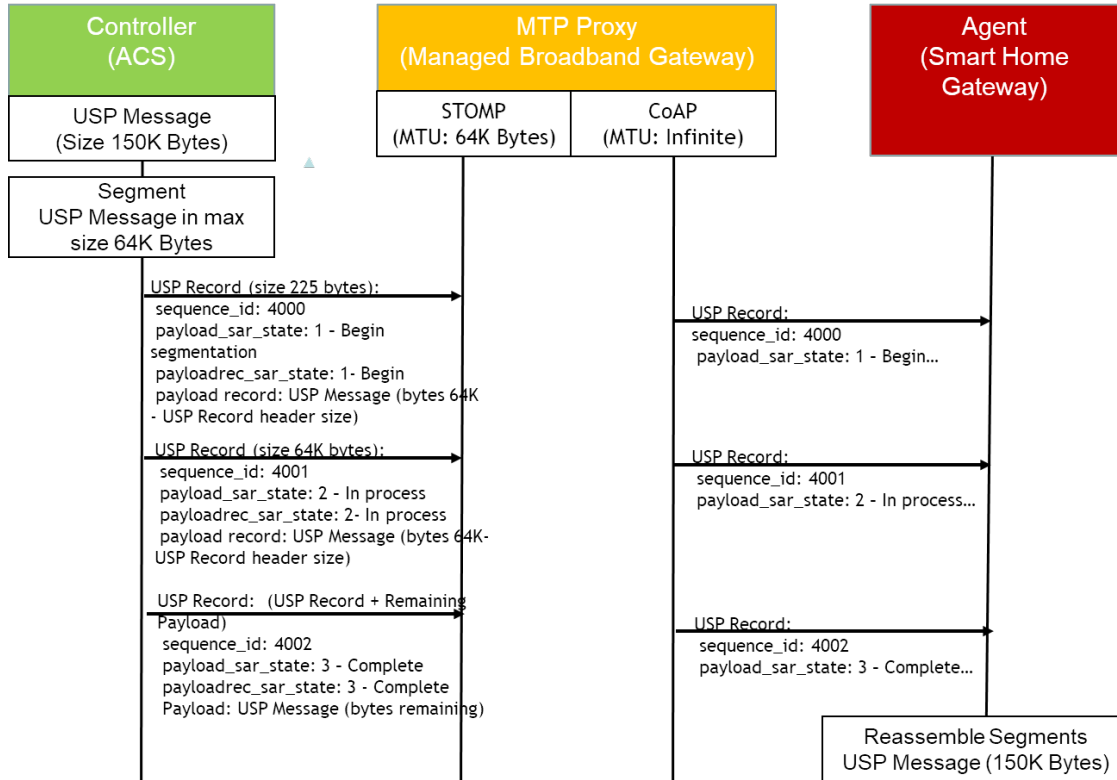 Controller
(ACS)
MTP Proxy
(Managed Broadband Gateway)
Agent
(Smart Home
Gateway)
USP Message
(Size 150K Bytes)
STOMP
(MTU: 64K Bytes)
CoAP
(MTU: Infinite)
Segment
USP Message in max
size 64K Bytes
USP Record (size 225 bytes):
sequence_id: 4000
payload_sar_state: 1 – Begin
segmentation
payloadrec_sar_state: 1- Begin
payload record: USP Message (bytes 64K
- USP Record header size)
USP Record:
sequence_id: 4000
payload_sar_state: 1 – Begin…
USP Record (size 64K bytes):
sequence_id: 4001
payload_sar_state: 2 – In process
payloadrec_sar_state: 2- In process
payload record: USP Message (bytes 64K-
USP Record header size)
USP Record:
sequence_id: 4001
payload_sar_state: 2 – In process…
USP Record: (USP Record + Remaining
Payload)
sequence_id: 4002
payload_sar_state: 3 - Complete
payloadrec_sar_state: 3 - Complete
Payload: USP Message (bytes remaining)
USP Record:
sequence_id: 4002
payload_sar_state: 3 – Complete…
Reassemble Segments
USP Message (150K Bytes)